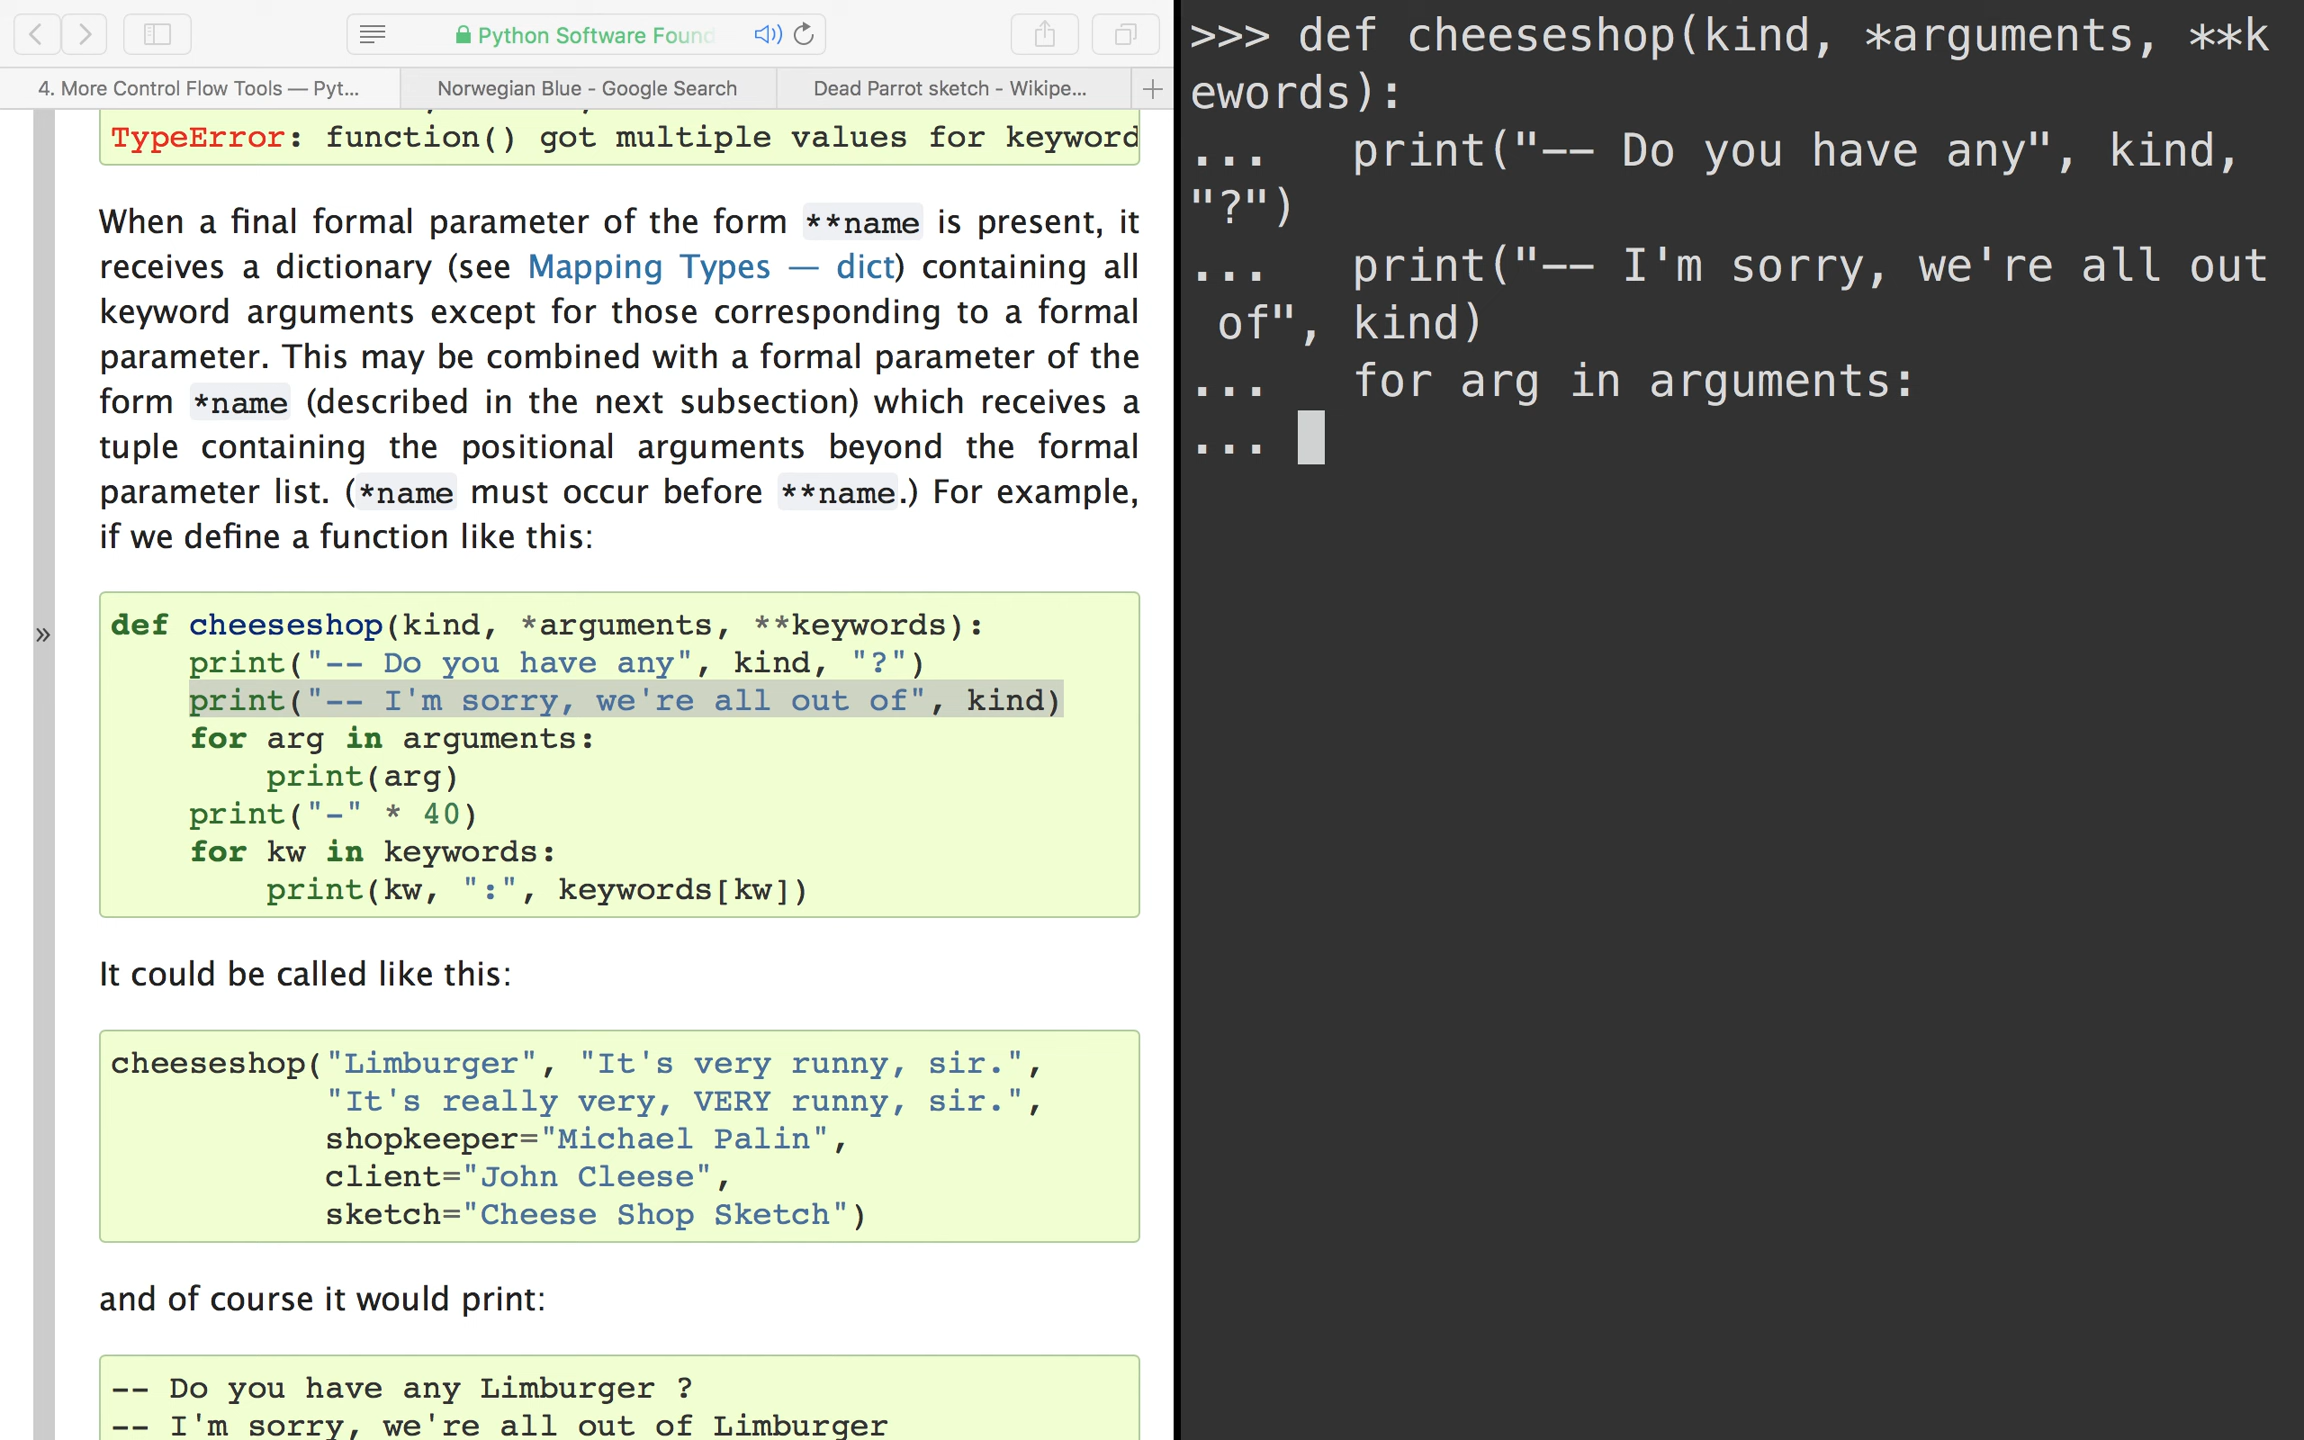 Python Software Found
4. More Control Flow Tools — Pyt...
Norwegian Blue - Google Search
Dead Parrot sketch - Wikipe...
TypeError: function() got multiple values for keyword
When a final formal parameter of the form **name is present, it
receives a dictionary (see Mapping Types — dict) containing all
keyword arguments except for those corresponding to a formal
parameter. This may be combined with a formal parameter of the
form *name (described in the next subsection) which receives a
tuple containing the positional arguments beyond the formal
parameter list. (*name must occur before **name.) For example,
if we define a function like this:
»
def cheeseshop(kind, *arguments, **keywords):
    print("-- Do you have any", kind, "?")
    print("-- I'm sorry, we're all out of", kind)
    for arg in arguments:
        print(arg)
    print("-" * 40)
    for kw in keywords:
        print(kw, ":", keywords[kw])
It could be called like this:
cheeseshop("Limburger", "It's very runny, sir.",
           "It's really very, VERY runny, sir.",
           shopkeeper="Michael Palin",
           client="John Cleese",
           sketch="Cheese Shop Sketch")
and of course it would print:
-- Do you have any Limburger ?
-- I'm sorry, we're all out of Limburger
>>> def cheeseshop(kind, *arguments, **k
ewords):
...   print("-- Do you have any", kind,
"?")
...   print("-- I'm sorry, we're all out
 of", kind)
...   for arg in arguments:
...